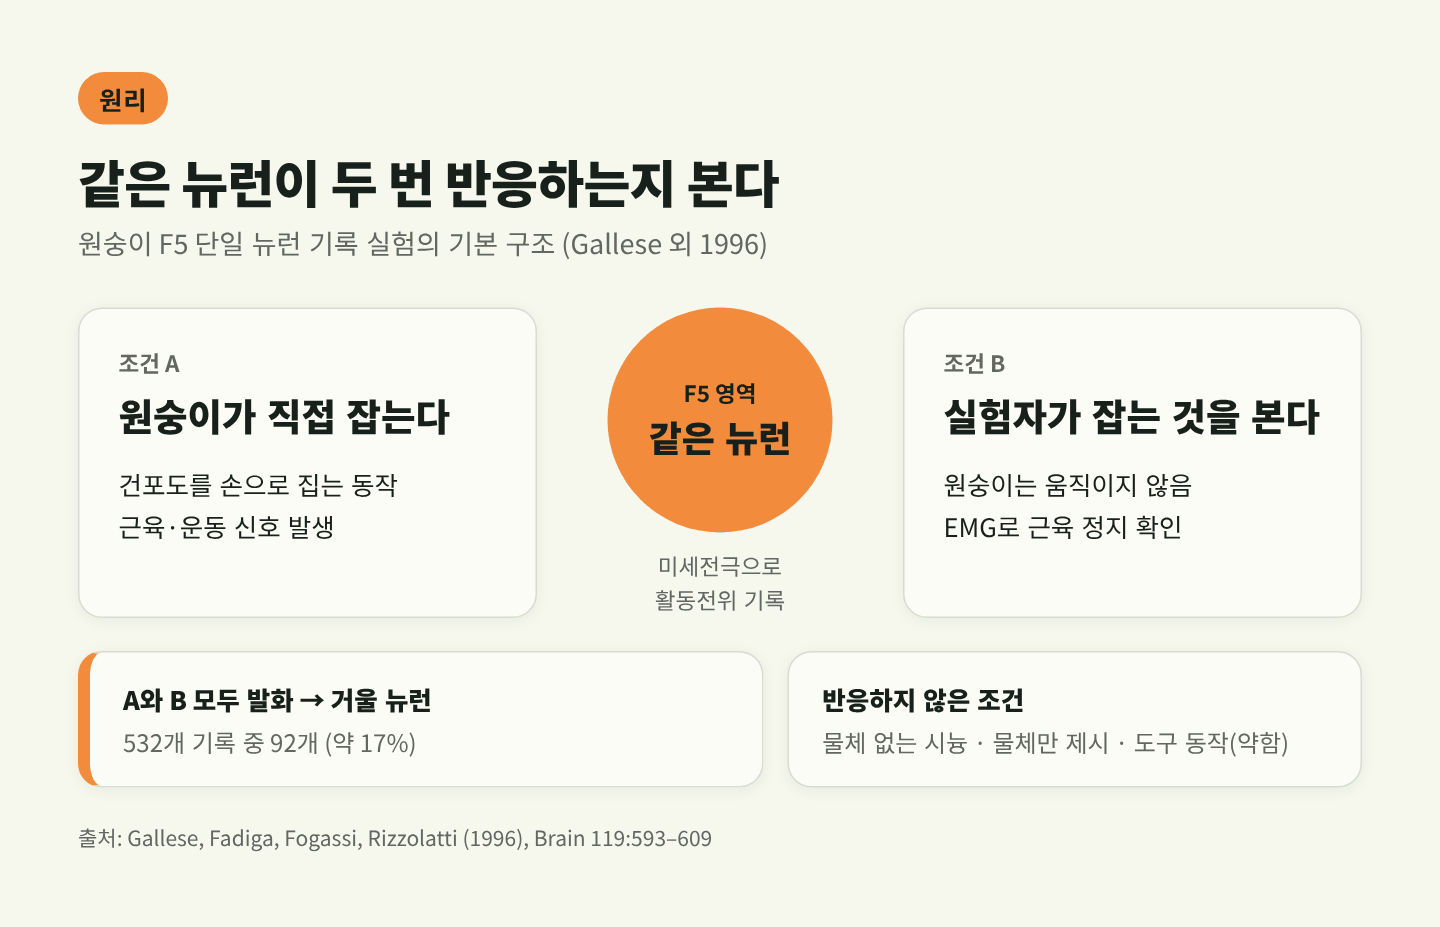 원리
같은 뉴런이 두 번 반응하는지 본다
원숭이 F5 단일 뉴런 기록 실험의 기본 구조 (Gallese 외 1996)
조건 A
원숭이가 직접 잡는다
건포도를 손으로 집는 동작
근육·운동 신호 발생
F5 영역
같은 뉴런
미세전극으로
활동전위 기록
조건 B
실험자가 잡는 것을 본다
원숭이는 움직이지 않음
EMG로 근육 정지 확인
A와 B 모두 발화 → 거울 뉴런
532개 기록 중 92개 (약 17%)
반응하지 않은 조건
물체 없는 시늉 · 물체만 제시 · 도구 동작(약함)
출처: Gallese, Fadiga, Fogassi, Rizzolatti (1996), Brain 119:593–609